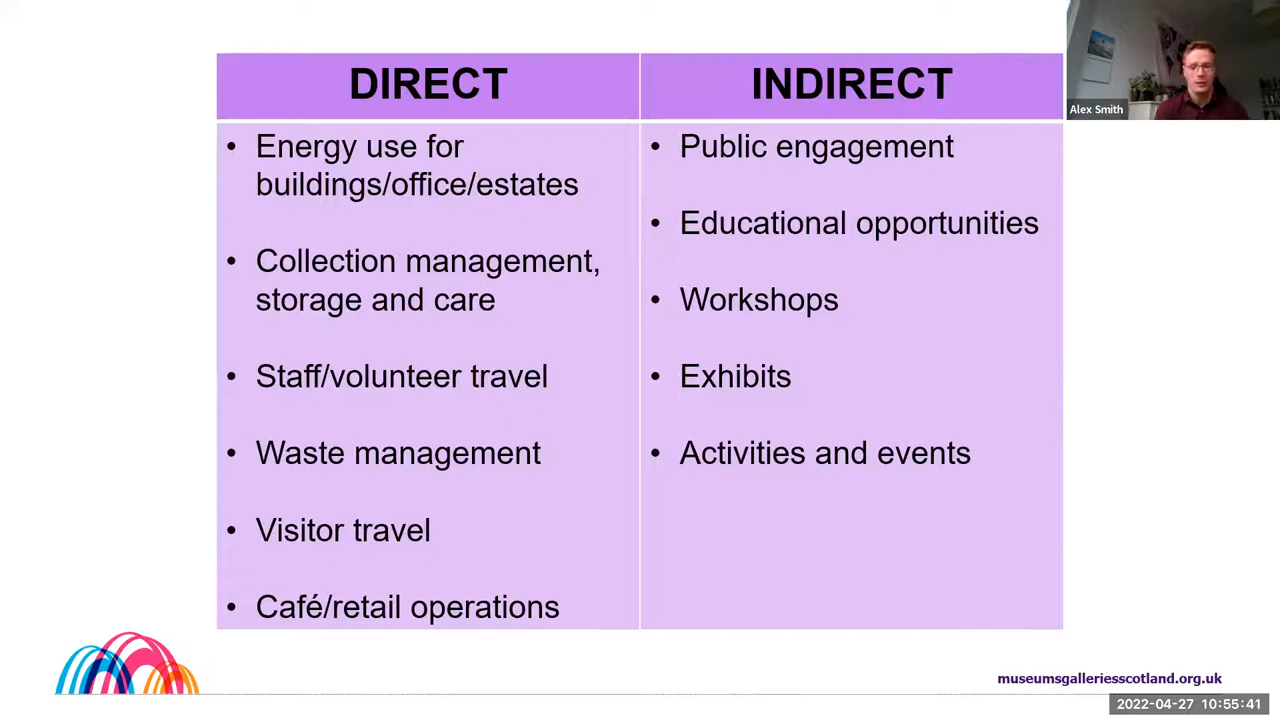 DIRECT
INDIRECT
• Energy use for
buildings/office/estates
• Collection management,
storage and care
• Staff/volunteer travel
• Waste management
• Visitor travel
• Café/retail operations
• Public engagement
• Educational opportunities
• Workshops
• Exhibits
• Activities and events
Alex Smith
museumsgalleriesscotland.org.uk
2022-04-27 10:55:41